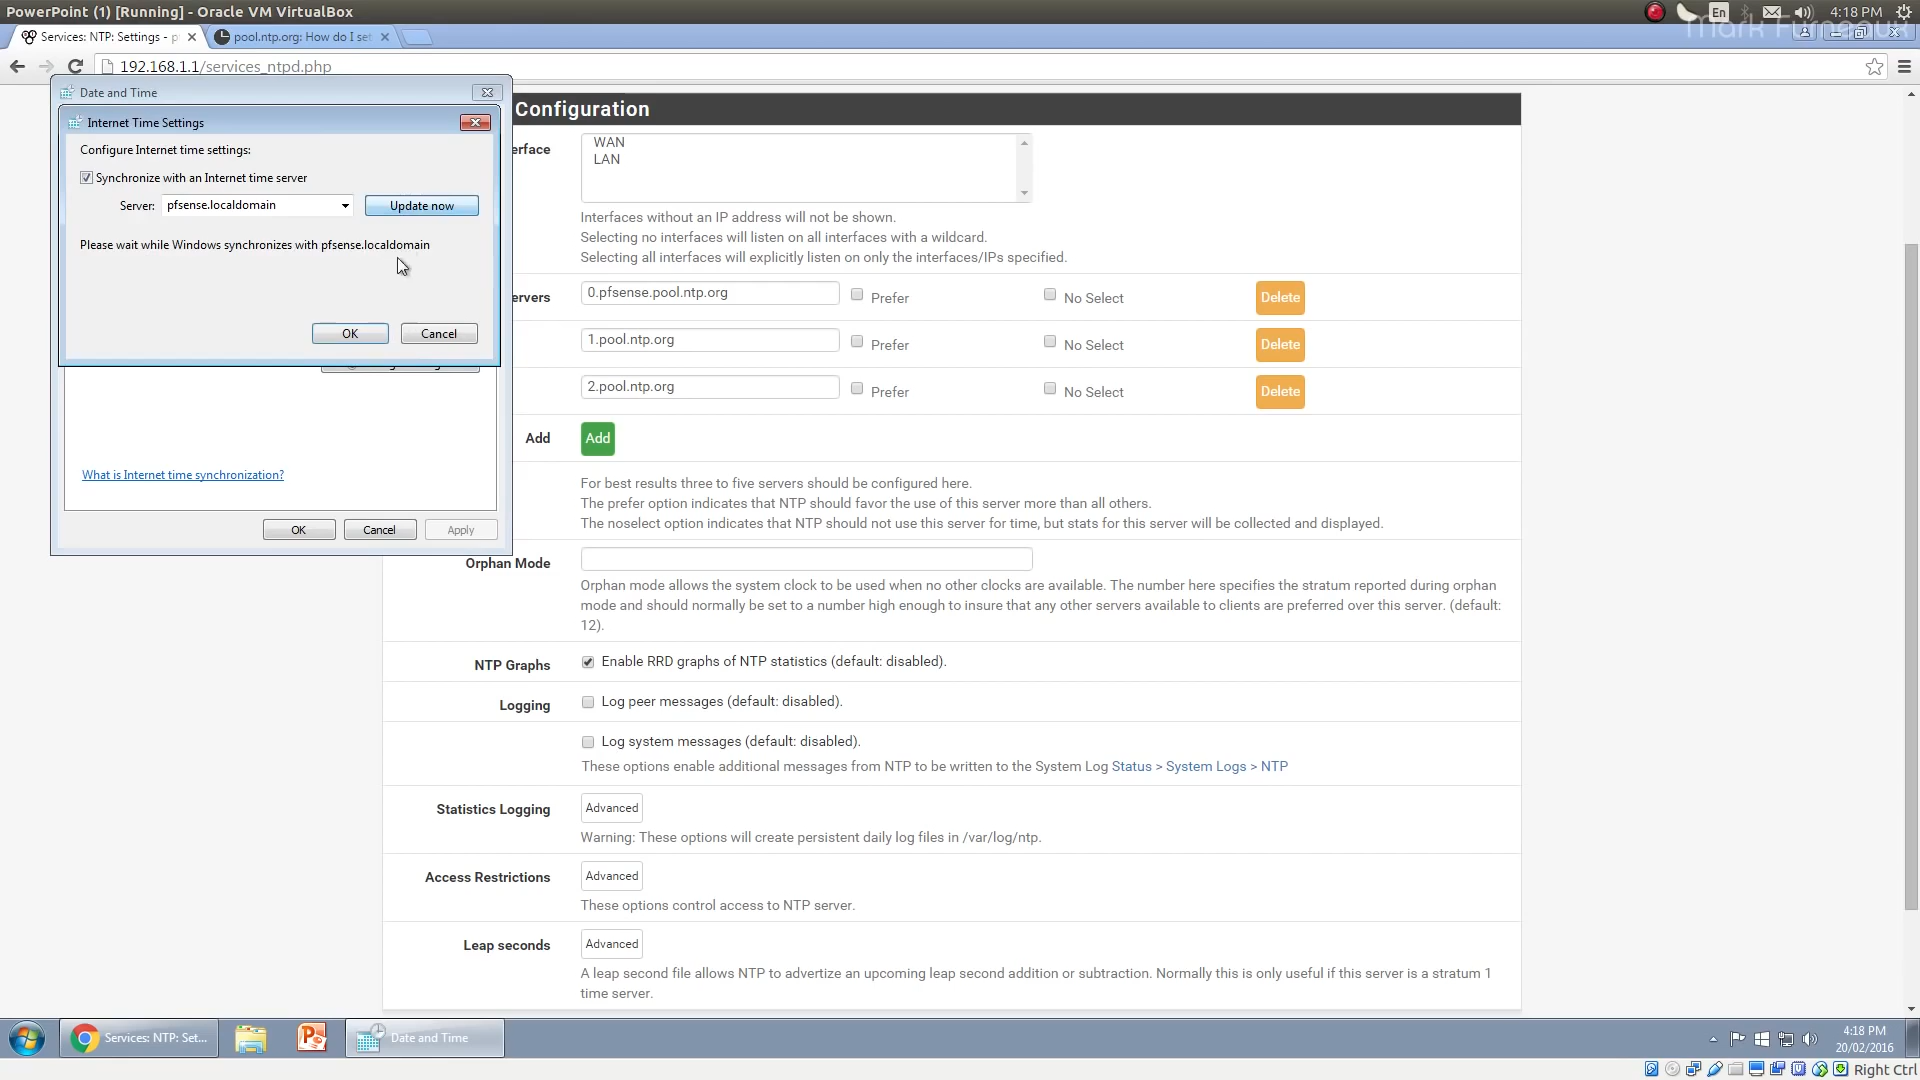 PowerPoint (1) [Running] - Oracle VM VirtualBox
En
4:18 PM
Mark Furneaux
Services: NTP: Settings - p
pool.ntp.org: How do I set
192.168.1.1/services_ntpd.php
Date and Time
Internet Time Settings
Configure Internet time settings:
Synchronize with an Internet time server
Server:
pfsense.localdomain
Update now
Please wait while Windows synchronizes with pfsense.localdomain
OK
Cancel
What is Internet time synchronization?
OK
Cancel
Apply
Configuration
erface
WAN
LAN
Interfaces without an IP address will not be shown.
Selecting no interfaces will listen on all interfaces with a wildcard.
Selecting all interfaces will explicitly listen on only the interfaces/IPs specified.
ervers
0.pfsense.pool.ntp.org
Prefer
No Select
Delete
1.pool.ntp.org
Prefer
No Select
Delete
2.pool.ntp.org
Prefer
No Select
Delete
Add
Add
For best results three to five servers should be configured here.
The prefer option indicates that NTP should favor the use of this server more than all others.
The noselect option indicates that NTP should not use this server for time, but stats for this server will be collected and displayed.
Orphan Mode
Orphan mode allows the system clock to be used when no other clocks are available. The number here specifies the stratum reported during orphan
mode and should normally be set to a number high enough to insure that any other servers available to clients are preferred over this server. (default:
12).
NTP Graphs
Enable RRD graphs of NTP statistics (default: disabled).
Logging
Log peer messages (default: disabled).
Log system messages (default: disabled).
These options enable additional messages from NTP to be written to the System Log Status > System Logs > NTP
Statistics Logging
Advanced
Warning: These options will create persistent daily log files in /var/log/ntp.
Access Restrictions
Advanced
These options control access to NTP server.
Leap seconds
Advanced
A leap second file allows NTP to advertize an upcoming leap second addition or subtraction. Normally this is only useful if this server is a stratum 1
time server.
Services: NTP: Set...
Date and Time
4:18 PM
20/02/2016
Right Ctrl